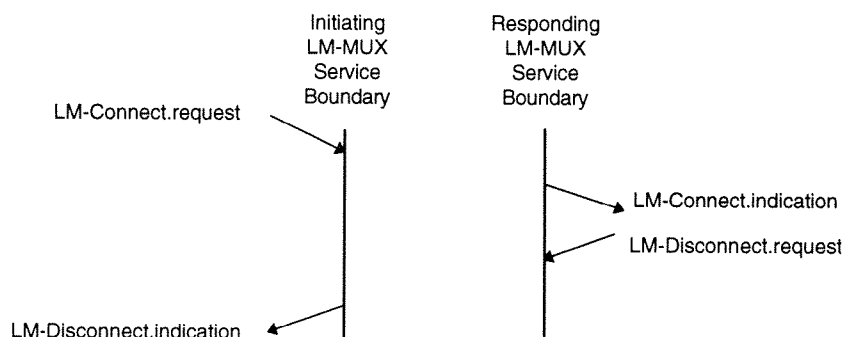 Initiating
LM-MUX
Service
Boundary
Responding
LM-MUX
Service
Boundary
LM-Connect.request
LM-Connect.indication
LM-Disconnect.request
LM-Disconnect.indication